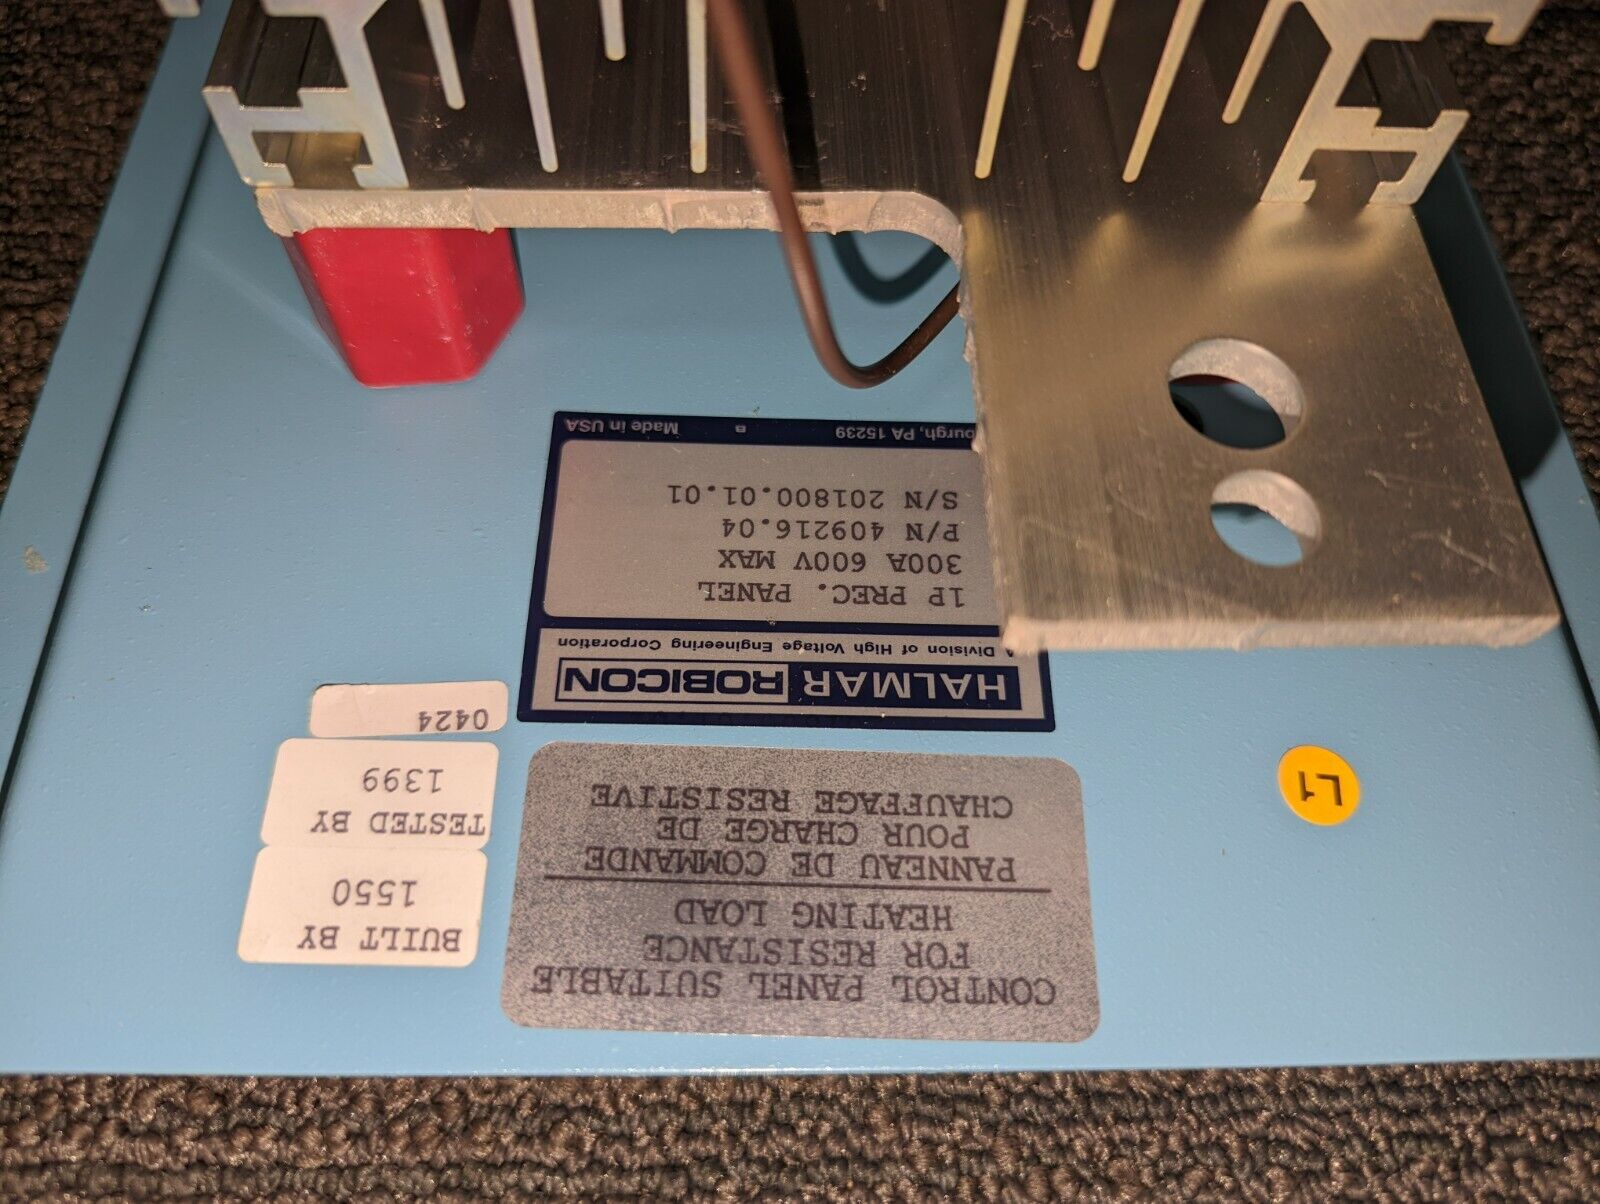 CONTROL PANEL SUITABLE
FOR RESISTANCE
HEATING LOAD
PANNEAU DE COMMANDE
POUR CHARGE DE
CHAUFFAGE RESISTIVE
HALMAR ROBICON
A Division of High Voltage Engineering Corporation
1P PREC. PANEL
300A 600V MAX
P/N 409216.04
S/N 201800.01.01
burgh, PA 15239 B Made in USA
BUILT BY
1550
TESTED BY
1399
0424
L1